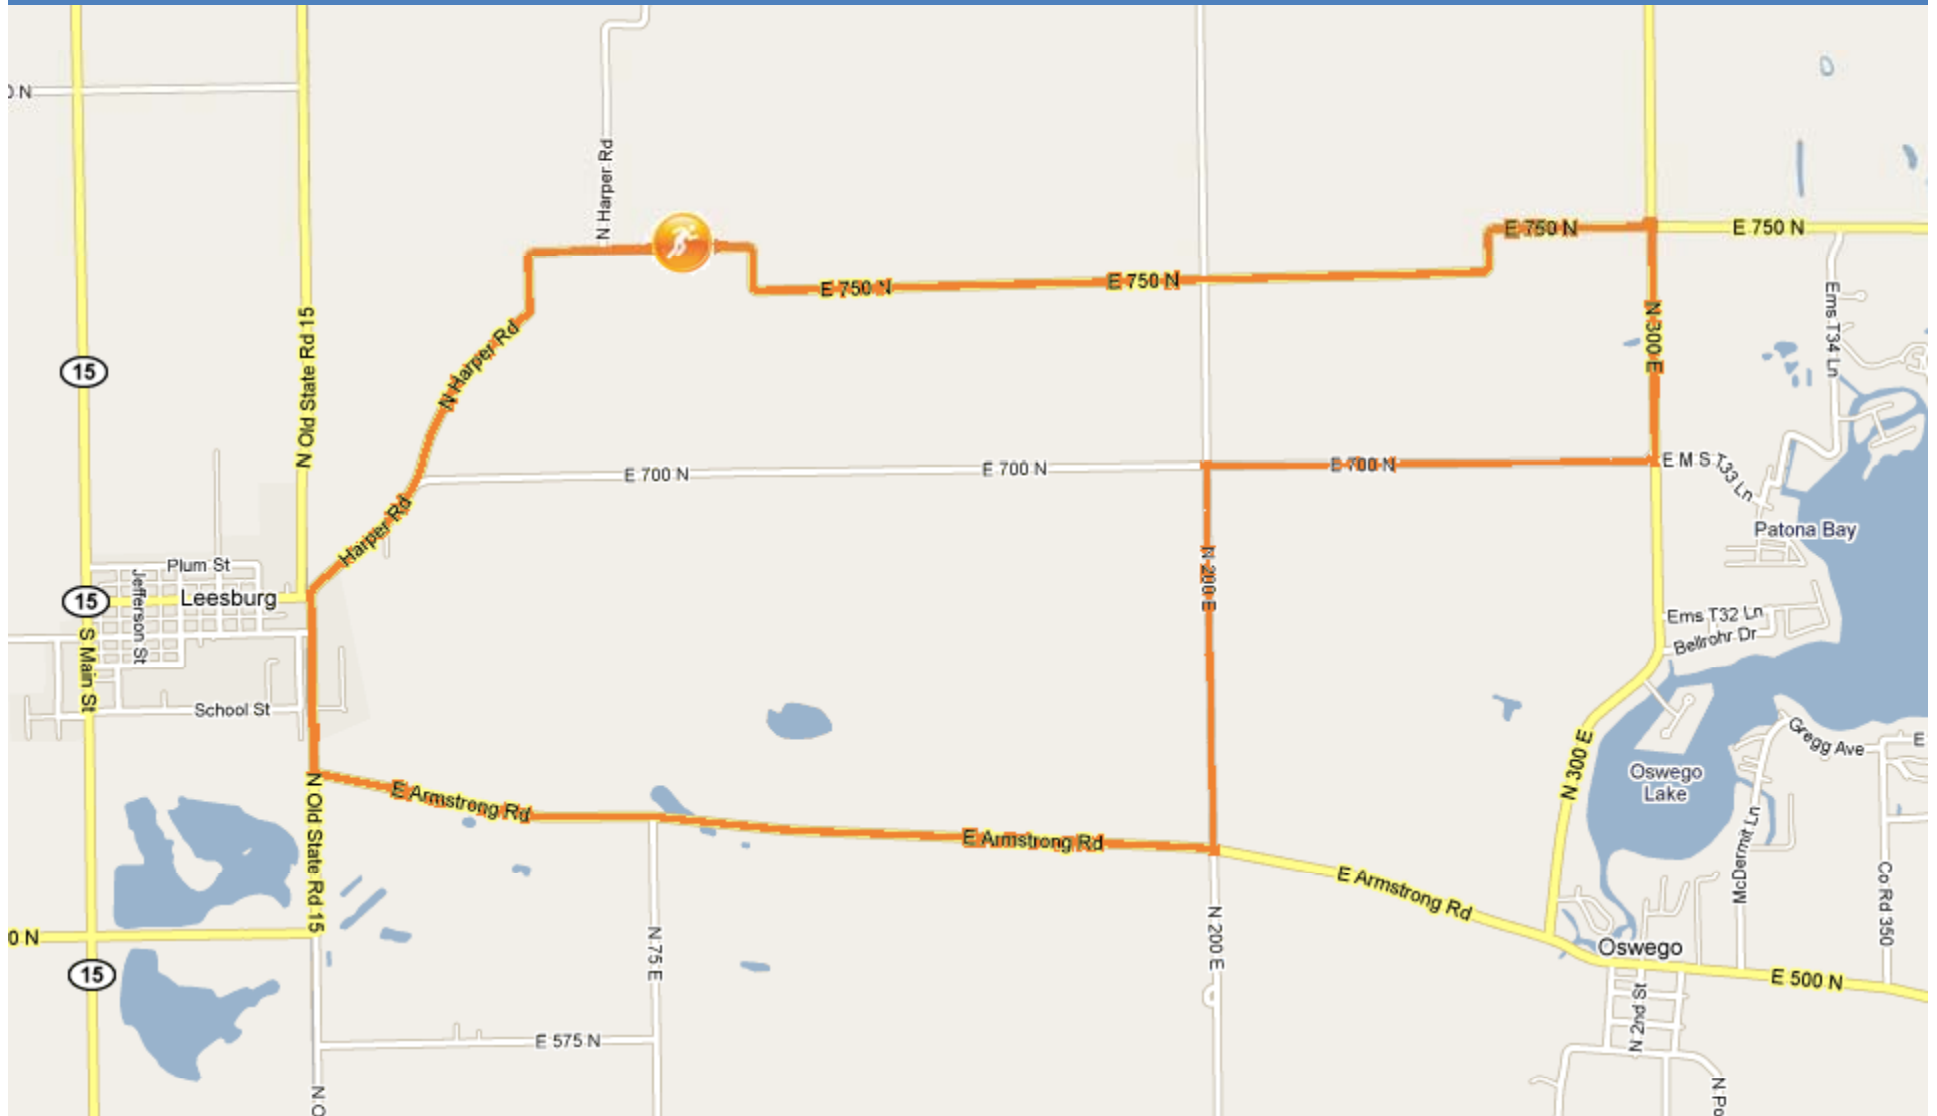 0 N
N Harper Rd
E 750 N
E 750 N
E 750 N
E 750 N
N Old State Rd 15
15
N Harper Rd
N 300 E
Ems T34 Ln
E 700 N
E 700 N
E 700 N
E M S T33 Ln
Harper Rd
Patona Bay
Plum St
Jefferson St
15
Leesburg
N 200 E
Ems T32 Ln
Bellrohr Dr
S Main St
School St
Gregg Ave
E
N 300 E
Oswego
Lake
N Old State Rd 15
E Armstrong Rd
E Armstrong Rd
E Armstrong Rd
McDermit Ln
Co Rd 350
0 N
15
N 75 E
N 200 E
Oswego
E 500 N
N 2nd St
E 575 N